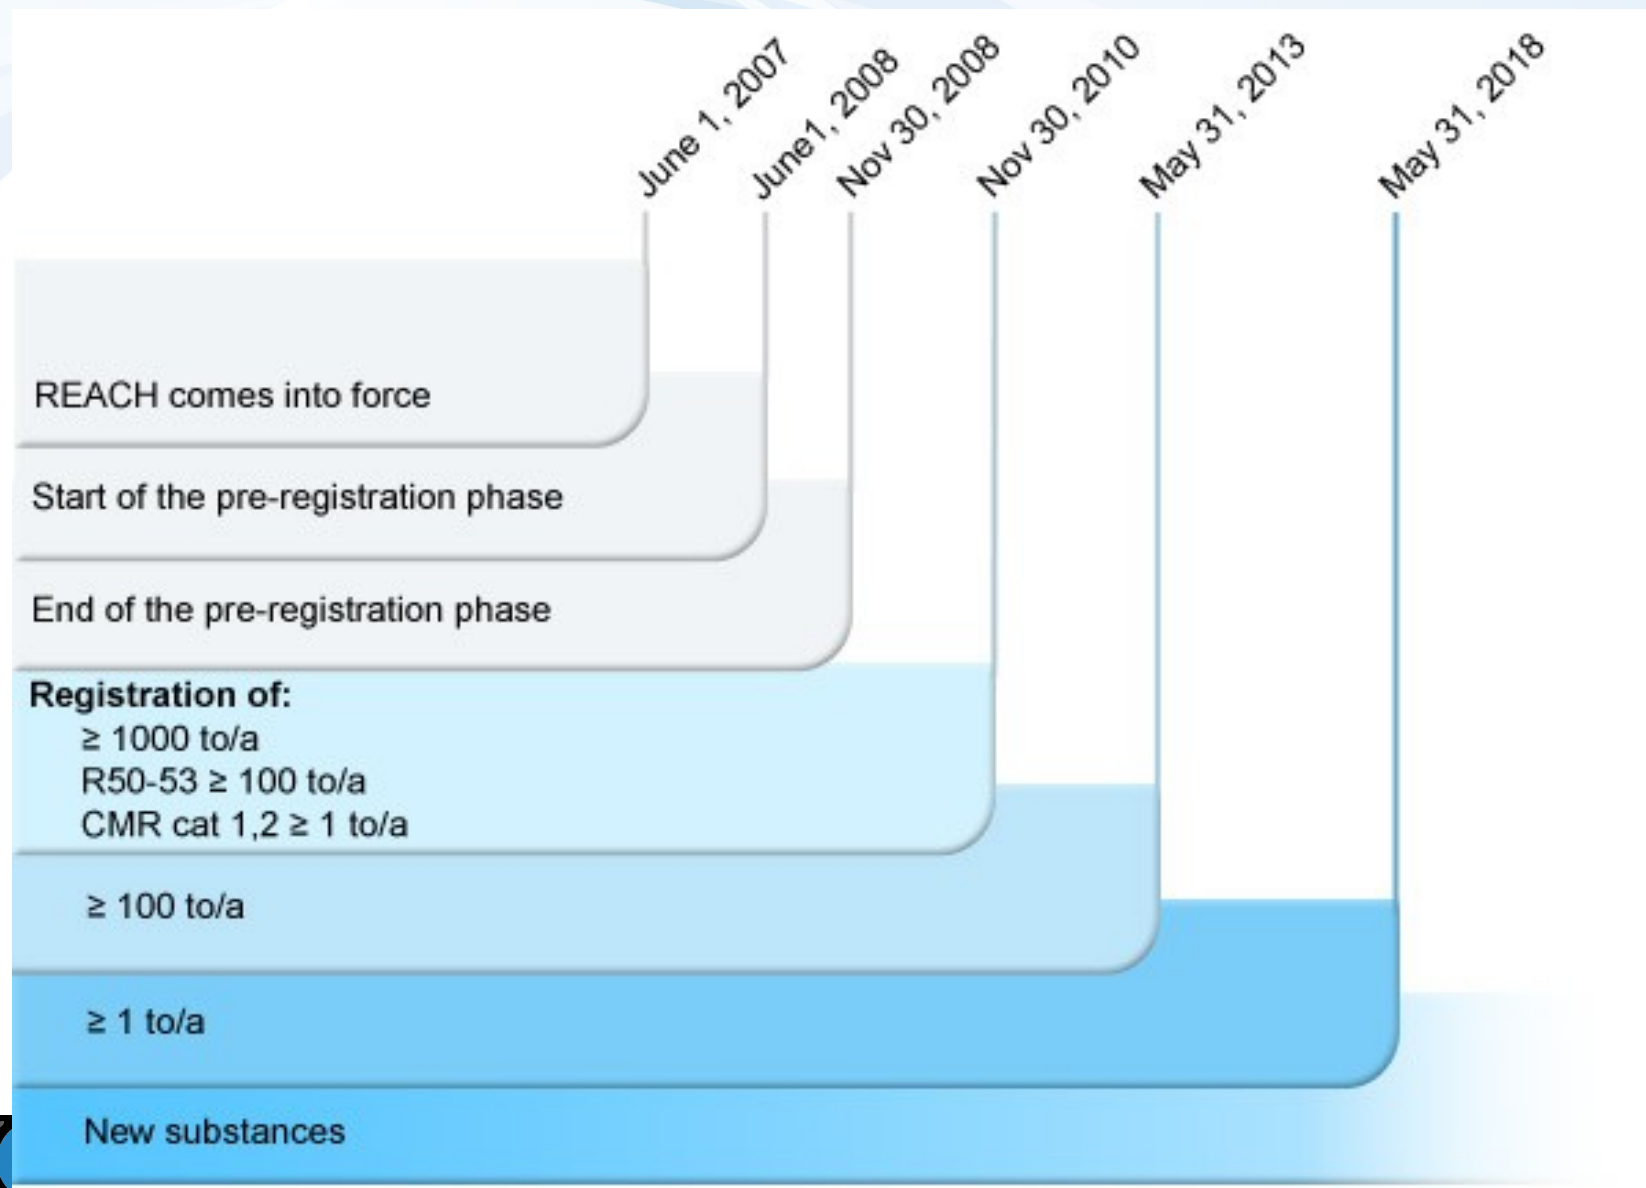 June 1, 2007
June1, 2008
Nov 30, 2008
Nov 30, 2010
May 31, 2013
May 31, 2018
REACH comes into force
Start of the pre-registration phase
End of the pre-registration phase
Registration of:
≥ 1000 to/a
R50-53 ≥ 100 to/a
CMR cat 1,2 ≥ 1 to/a
≥ 100 to/a
≥ 1 to/a
New substances